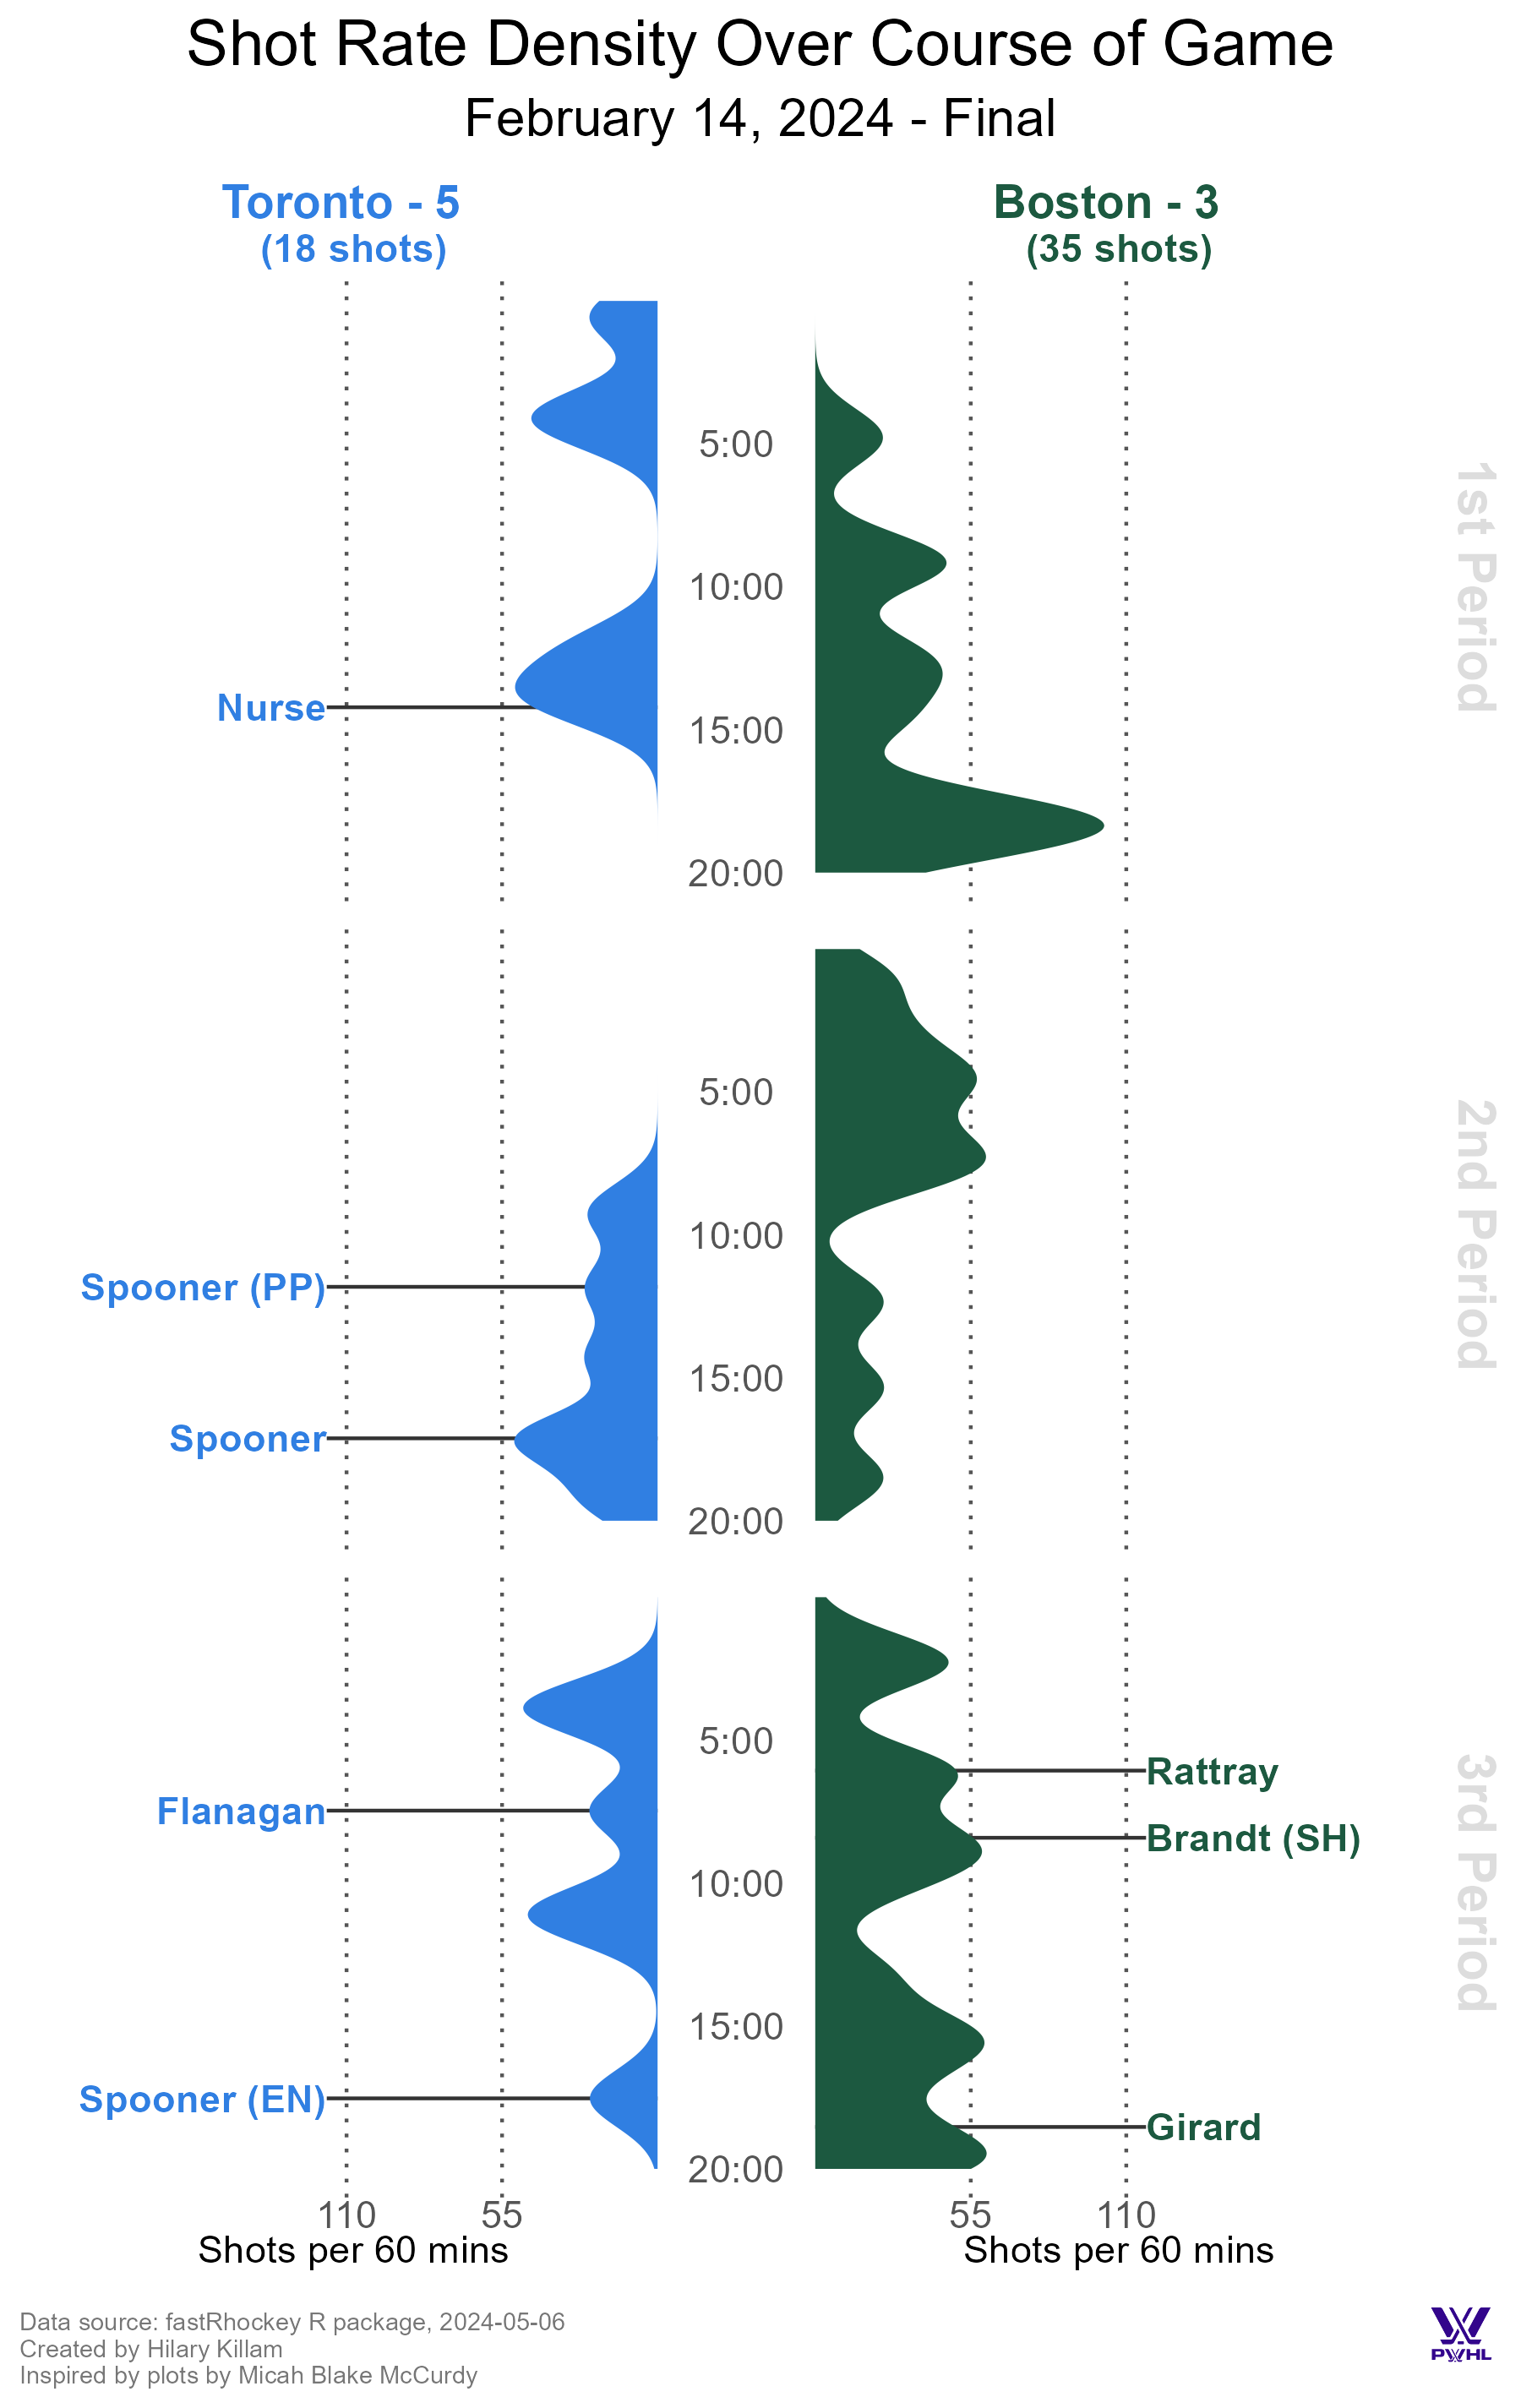 Shot Rate Density Over Course of Game
February 14, 2024 - Final
Toronto - 5
(18 shots)
Boston - 3
(35 shots)
1st Period
5:00
10:00
Nurse
15:00
20:00
2nd Period
5:00
10:00
Spooner (PP)
15:00
Spooner
20:00
3rd Period
5:00
Rattray
Flanagan
Brandt (SH)
10:00
15:00
Spooner (EN)
Girard
20:00
110 55
55 110
Shots per 60 mins
Shots per 60 mins
Data source: fastRhockey R package, 2024-05-06
Created by Hilary Killam
Inspired by plots by Micah Blake McCurdy
PWHL